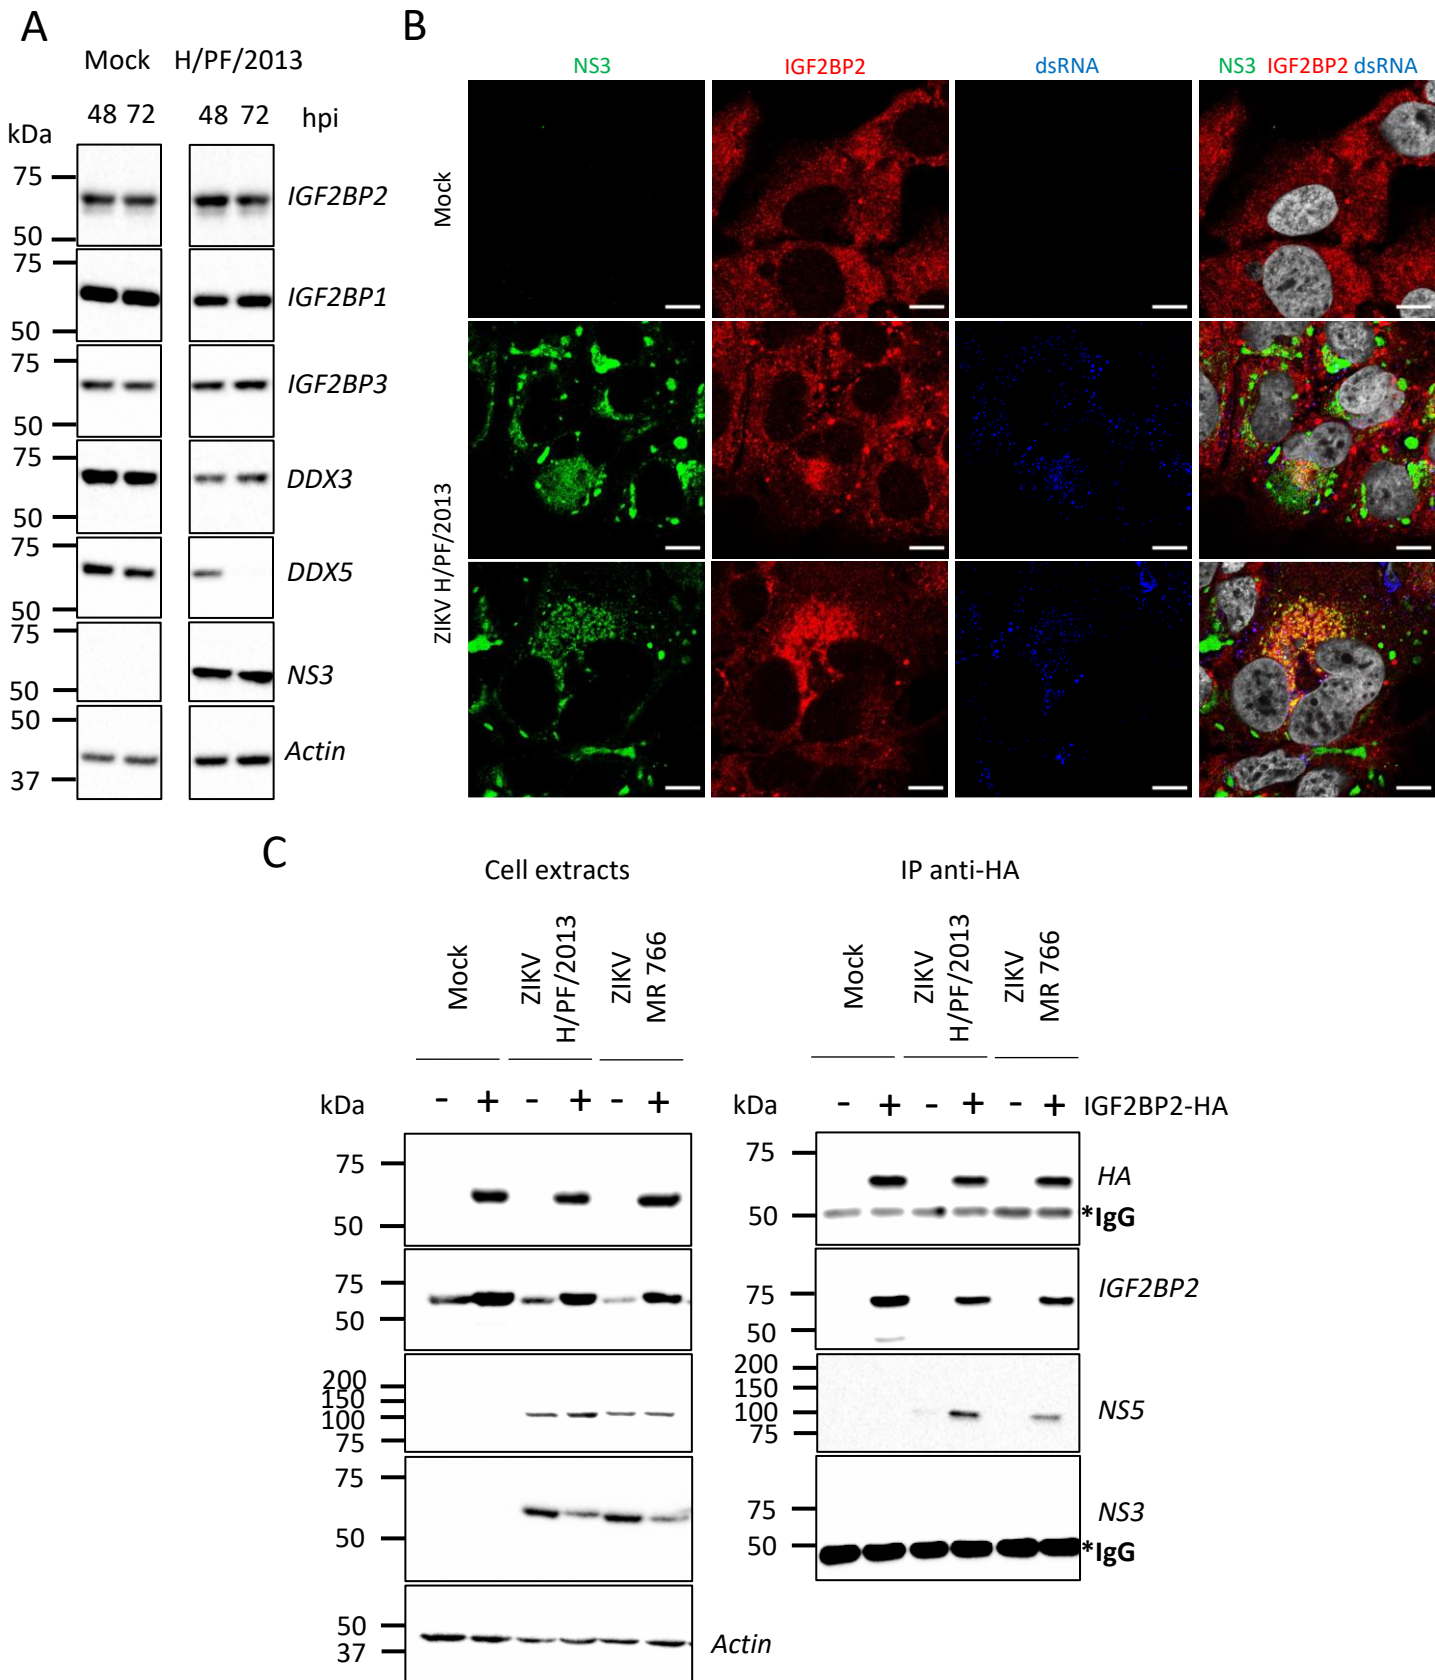 A
Mock H/PF/2013
48 72 48 72 hpi
kDa
75
50
IGF2BP2
75
50
IGF2BP1
75
50
IGF2BP3
75
50
DDX3
75
50
DDX5
75
50
NS3
50
37
Actin
B
NS3 IGF2BP2 dsRNA NS3 IGF2BP2 dsRNA
Mock
ZIKV H/PF/2013
C
Cell extracts
Mock
ZIKV
H/PF/2013
ZIKV
MR 766
kDa - + - + - +
75
50
75
50
200
150
100
75
75
50
50
37
Actin
IP anti-HA
Mock
ZIKV
H/PF/2013
ZIKV
MR 766
kDa - + - + - + IGF2BP2-HA
75
50
HA
*IgG
75
50
IGF2BP2
200
150
100
75
NS5
75
50
NS3
*IgG